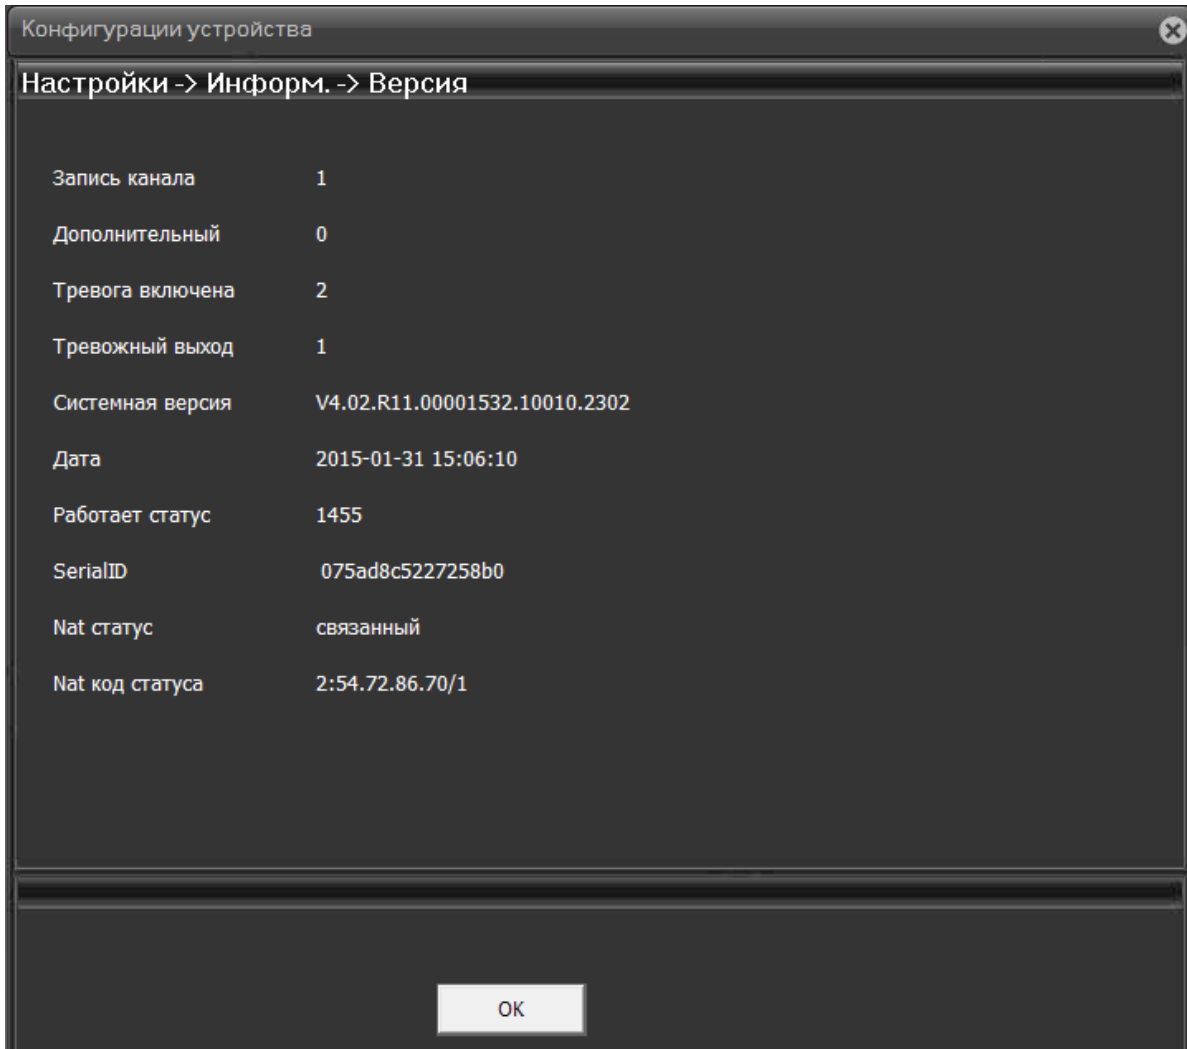 Конфигурации устройства
Настройки -> Информ. -> Версия
Запись канала 1
Дополнительный 0
Тревога включена 2
Тревожный выход 1
Системная версия V4.02.R11.00001532.10010.2302
Дата 2015-01-31 15:06:10
Работает статус 1455
SerialID 075ad8c5227258b0
Nat статус связанный
Nat код статуса 2:54.72.86.70/1
OK